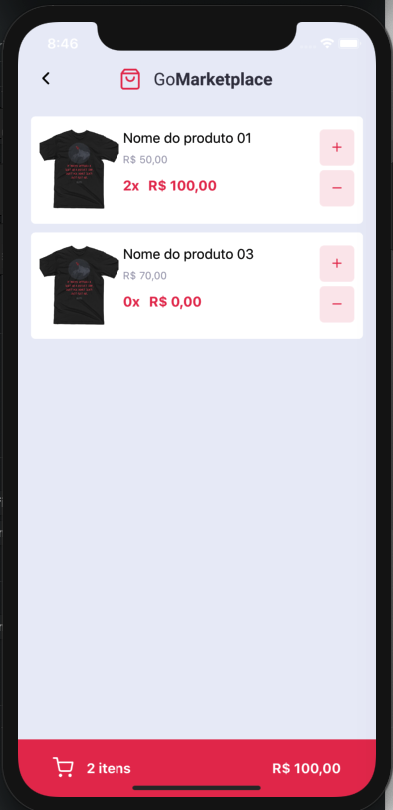 8:46
GoMarketplace
Nome do produto 01
R$ 50,00
2x R$ 100,00
+
−
Nome do produto 03
R$ 70,00
0x R$ 0,00
+
−
2 itens
R$ 100,00